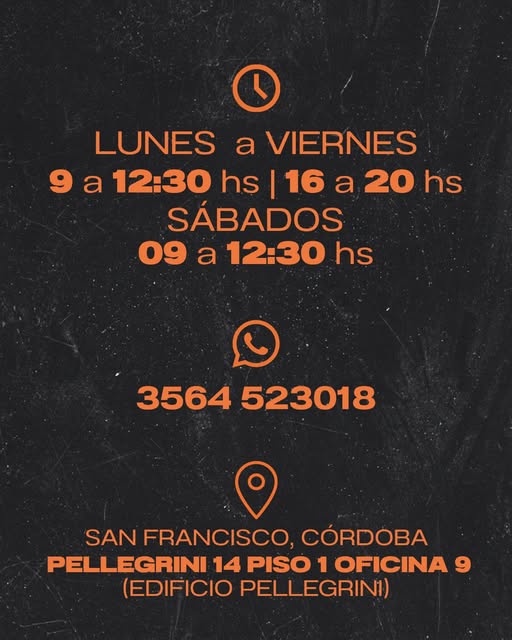 LUNES a VIERNES
9 a 12:30 hs | 16 a 20 hs
SÁBADOS
09 a 12:30 hs
3564 523018
SAN FRANCISCO, CÓRDOBA
PELLEGRINI 14 PISO 1 OFICINA 9
(EDIFICIO PELLEGRINI)